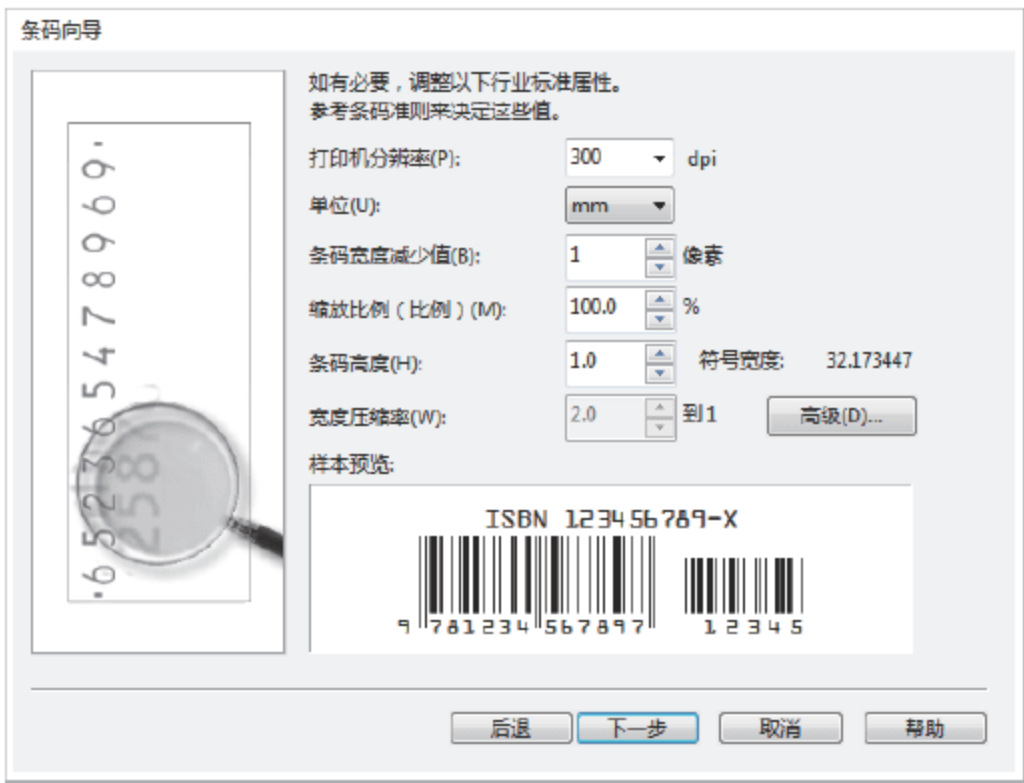 条码向导
如有必要，调整以下行业标准属性。
参考条码准则来决定这些值。
打印机分辨率(P): 300 dpi
单位(U): mm
条码宽度减少值(B): 1 像素
缩放比例（比例）(M): 100.0 %
条码高度(H): 1.0 符号宽度: 32.173447
宽度压缩率(W): 2.0 到1 高级(D)...
样本预览:
ISBN 123456789-X
9 781234 567897 12345
后退 下一步 取消 帮助